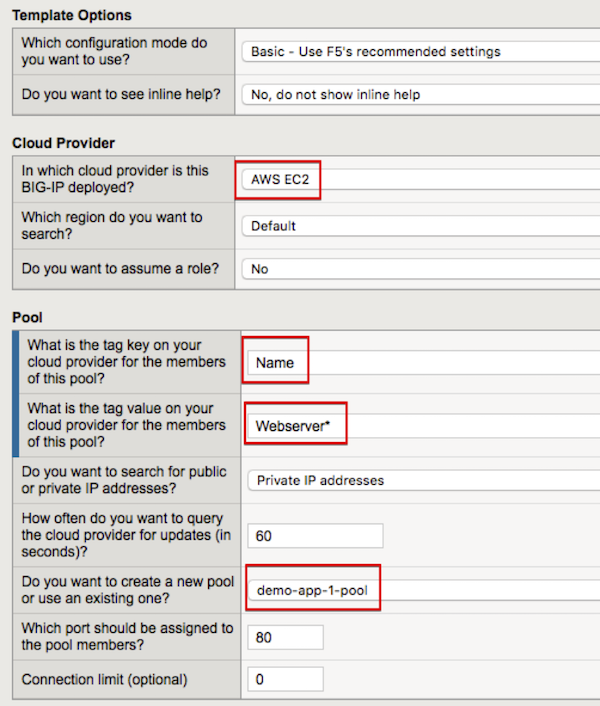 Template Options
Which configuration mode do
you want to use?
Basic - Use F5's recommended settings
Do you want to see inline help?
No, do not show inline help
Cloud Provider
In which cloud provider is this
BIG-IP deployed?
AWS EC2
Which region do you want to
search?
Default
Do you want to assume a role?
No
Pool
What is the tag key on your
cloud provider for the members
of this pool?
Name
What is the tag value on your
cloud provider for the members
of this pool?
Webserver*
Do you want to search for public
or private IP addresses?
Private IP addresses
How often do you want to query
the cloud provider for updates (in
seconds)?
60
Do you want to create a new pool
or use an existing one?
demo-app-1-pool
Which port should be assigned to
the pool members?
80
Connection limit (optional)
0